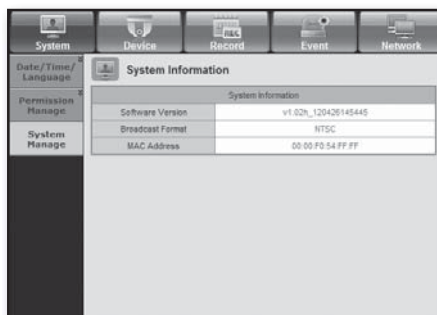 System
Device
Record
Event
Network
Date/Time/
Language
Permission
Manage
System
Manage
System Information
System Information
Software Version
v1.02h_120426145445
Broadcast Format
NTSC
MAC Address
00:00:F0:54:FF:FF